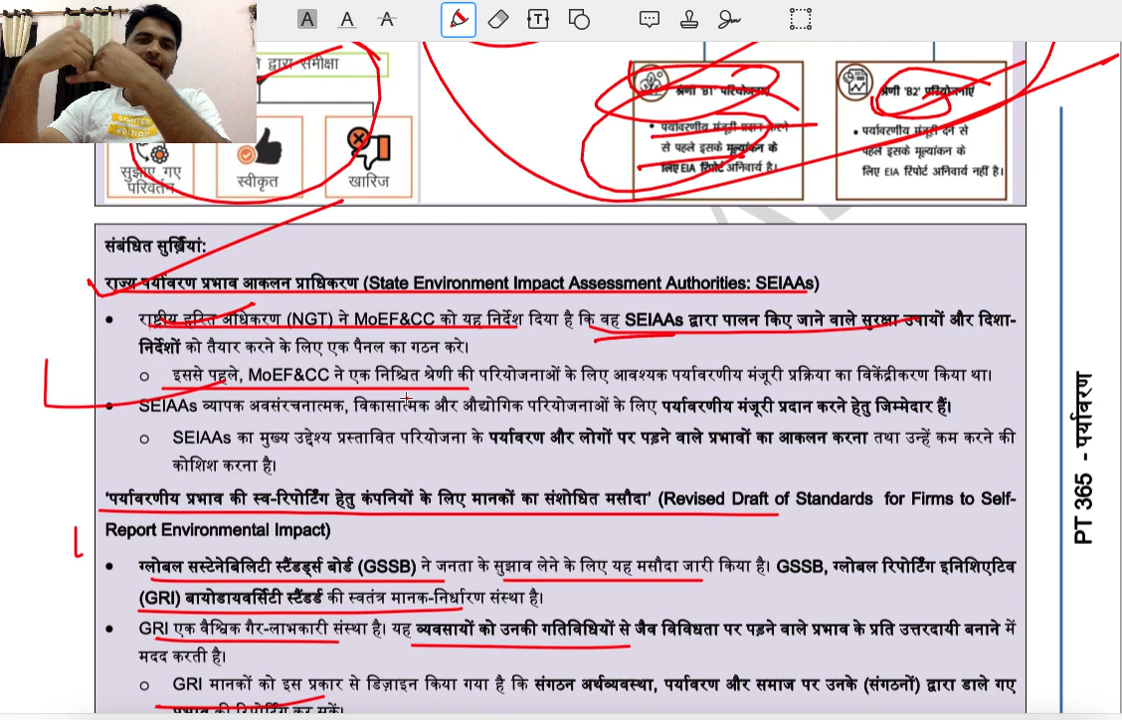 A A A T
द्वारा समीक्षा
सुझाए गए
परिवर्तन
स्वीकृत
खारिज
श्रेणी 'B1' परियोजनाएं
• पर्यावरणीय मंजूरी प्रदान करने
से पहले इसके मूल्यांकन के
लिए EIA रिपोर्ट अनिवार्य है।
श्रेणी 'B2' परियोजनाएं
• पर्यावरणीय मंजूरी देने से
पहले इसके मूल्यांकन के
लिए EIA रिपोर्ट अनिवार्य नहीं है।
संबंधित सुर्ख़ियां:
राज्य पर्यावरण प्रभाव आकलन प्राधिकरण (State Environment Impact Assessment Authorities: SEIAAs)
• राष्ट्रीय हरित अधिकरण (NGT) ने MoEF&CC को यह निर्देश दिया है कि वह SEIAAs द्वारा पालन किए जाने वाले सुरक्षा उपायों और दिशा-
निर्देशों को तैयार करने के लिए एक पैनल का गठन करे।
o इससे पहले, MoEF&CC ने एक निश्चित श्रेणी की परियोजनाओं के लिए आवश्यक पर्यावरणीय मंजूरी प्रक्रिया का विकेंद्रीकरण किया था।
• SEIAAs व्यापक अवसंरचनात्मक, विकासात्मक और औद्योगिक परियोजनाओं के लिए पर्यावरणीय मंजूरी प्रदान करने हेतु जिम्मेदार हैं।
o SEIAAs का मुख्य उद्देश्य प्रस्तावित परियोजना के पर्यावरण और लोगों पर पड़ने वाले प्रभावों का आकलन करना तथा उन्हें कम करने की
कोशिश करना है।
'पर्यावरणीय प्रभाव की स्व-रिपोर्टिंग हेतु कंपनियों के लिए मानकों का संशोधित मसौदा' (Revised Draft of Standards for Firms to Self-
Report Environmental Impact)
• ग्लोबल सस्टेनेबिलिटी स्टैंडर्ड्स बोर्ड (GSSB) ने जनता के सुझाव लेने के लिए यह मसौदा जारी किया है। GSSB, ग्लोबल रिपोर्टिंग इनिशिएटिव
(GRI) बायोडायवर्सिटी स्टैंडर्ड की स्वतंत्र मानक-निर्धारण संस्था है।
• GRI एक वैश्विक गैर-लाभकारी संस्था है। यह व्यवसायों को उनकी गतिविधियों से जैव विविधता पर पड़ने वाले प्रभाव के प्रति उत्तरदायी बनाने में
मदद करती है।
o GRI मानकों को इस प्रकार से डिज़ाइन किया गया है कि संगठन अर्थव्यवस्था, पर्यावरण और समाज पर उनके (संगठनों) द्वारा डाले गए
प्रभाव की रिपोर्टिंग कर सकें।
PT 365 - पर्यावरण
LIMITED
EDITION